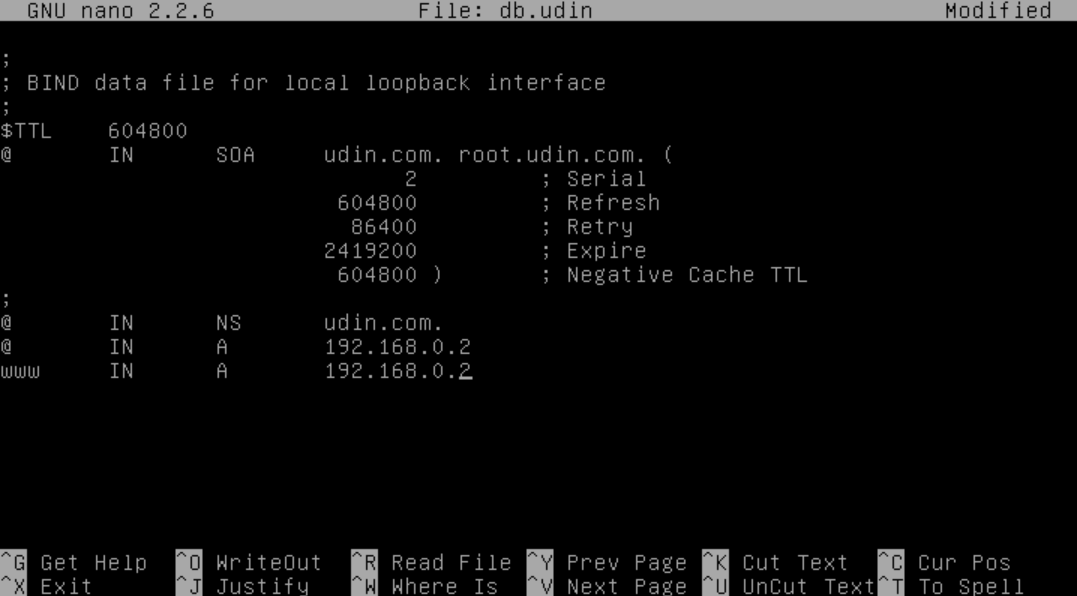 GNU nano 2.2.6 File: db.udin Modified
;
; BIND data file for local loopback interface
;
$TTL 604800
@ IN SOA udin.com. root.udin.com. (
2 ; Serial
604800 ; Refresh
86400 ; Retry
2419200 ; Expire
604800 ) ; Negative Cache TTL
;
@ IN NS udin.com.
@ IN A 192.168.0.2
www IN A 192.168.0.2
^G Get Help ^O WriteOut ^R Read File ^Y Prev Page ^K Cut Text ^C Cur Pos
^X Exit ^J Justify ^W Where Is ^V Next Page ^U UnCut Text ^T To Spell